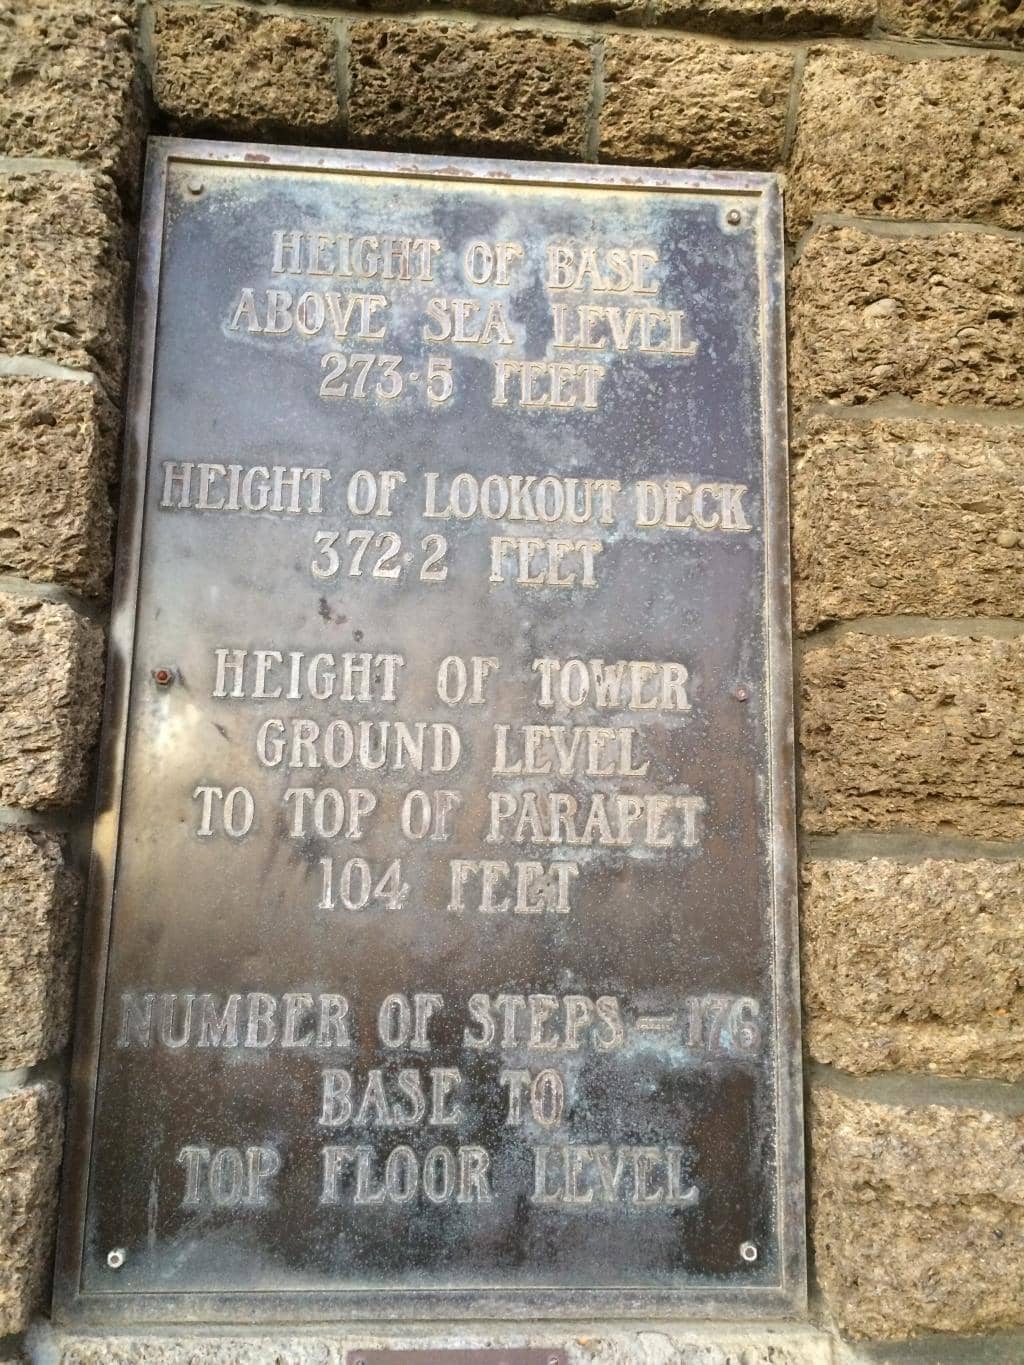 HEIGHT OF BASE
ABOVE SEA LEVEL
273·5 FEET
HEIGHT OF LOOKOUT DECK
372·2 FEET
HEIGHT OF TOWER
GROUND LEVEL
TO TOP OF PARAPET
104 FEET
NUMBER OF STEPS – 176
BASE TO
TOP FLOOR LEVEL